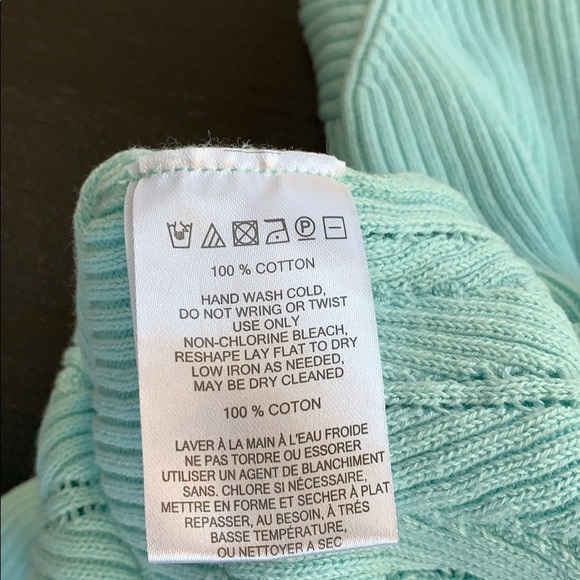 P
100 % COTTON
HAND WASH COLD,
DO NOT WRING OR TWIST
USE ONLY
NON-CHLORINE BLEACH,
RESHAPE LAY FLAT TO DRY
LOW IRON AS NEEDED,
MAY BE DRY CLEANED
100 % COTON
LAVER À LA MAIN À L'EAU FROIDE
NE PAS TORDRE OU ESSORER
UTILISER UN AGENT DE BLANCHIMENT
SANS. CHLORE SI NÉCESSAIRE,
METTRE EN FORME ET SECHER À PLAT
REPASSER, AU BESOIN, À TRÈS
BASSE TEMPÉRATURE,
OU NETTOYER A SEC